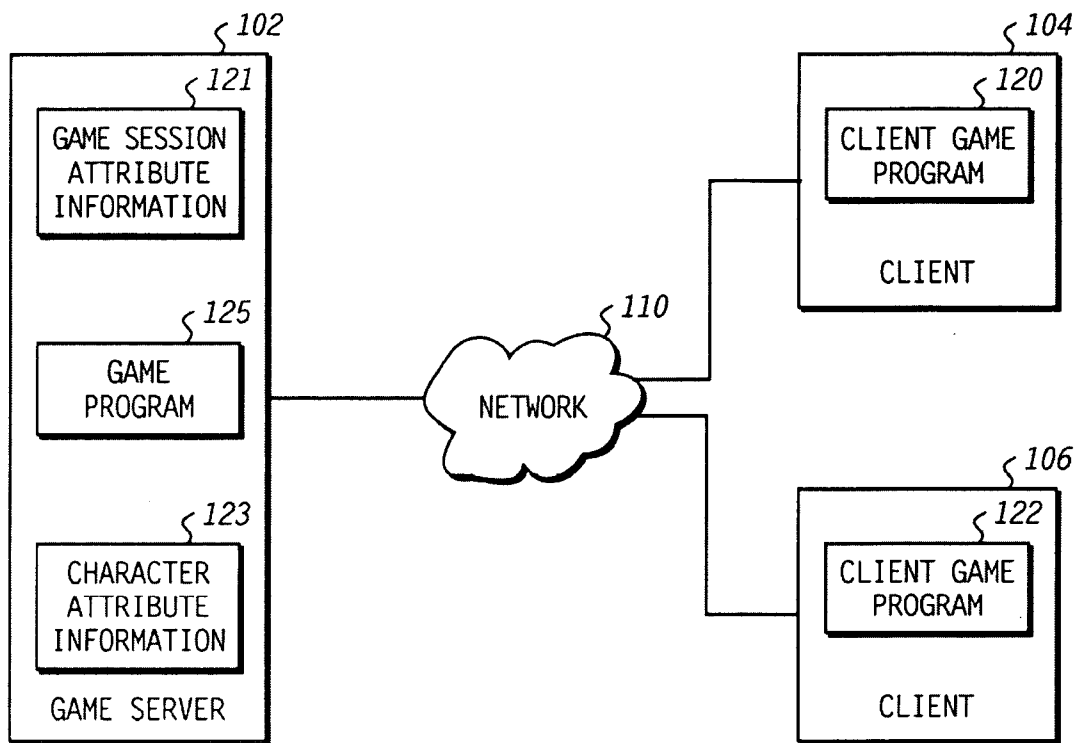 102
121
GAME SESSION
ATTRIBUTE
INFORMATION
125
GAME
PROGRAM
123
CHARACTER
ATTRIBUTE
INFORMATION
GAME SERVER
110
NETWORK
104
120
CLIENT GAME
PROGRAM
CLIENT
106
122
CLIENT GAME
PROGRAM
CLIENT